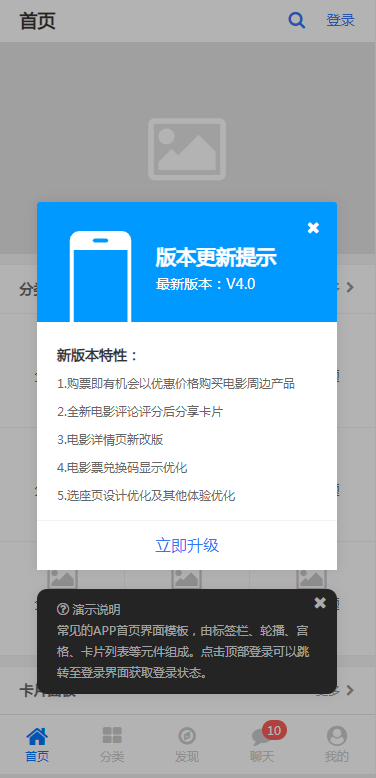 首页
登录
版本更新提示
最新版本：V4.0
分类
新版本特性：
1.购票即有机会以优惠价格购买电影周边产品
2.全新电影评论评分后分享卡片
3.电影详情页新改版
4.电影票兑换码显示优化
5.选座页设计优化及其他体验优化
立即升级
演示说明
常见的APP首页界面模板，由标签栏、轮播、宫
格、卡片列表等元件组成。点击顶部登录可以跳
转至登录界面获取登录状态。
卡片面板
更多
10
首页
分类
发现
聊天
我的